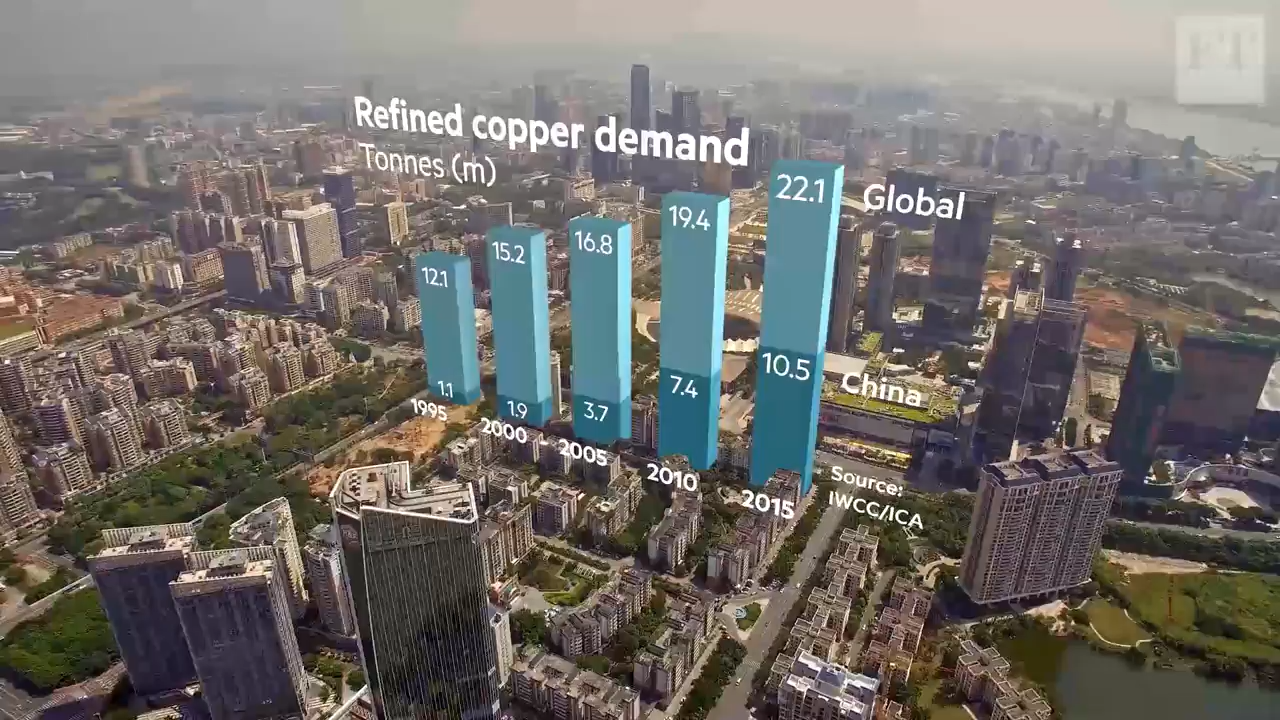 FT
Refined copper demand
Tonnes (m)
12.1
15.2
16.8
19.4
22.1
Global
1.1
1.9
3.7
7.4
10.5
China
1995
2000
2005
2010
2015
Source:
IWCC/ICA